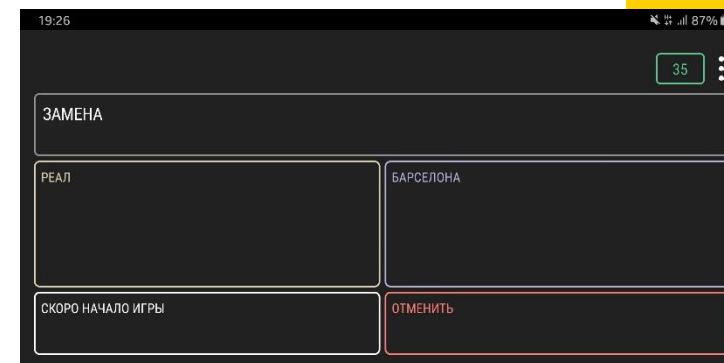 19:26
87%
35
ЗАМЕНА
РЕАЛ
БАРСЕЛОНА
СКОРО НАЧАЛО ИГРЫ
ОТМЕНИТЬ